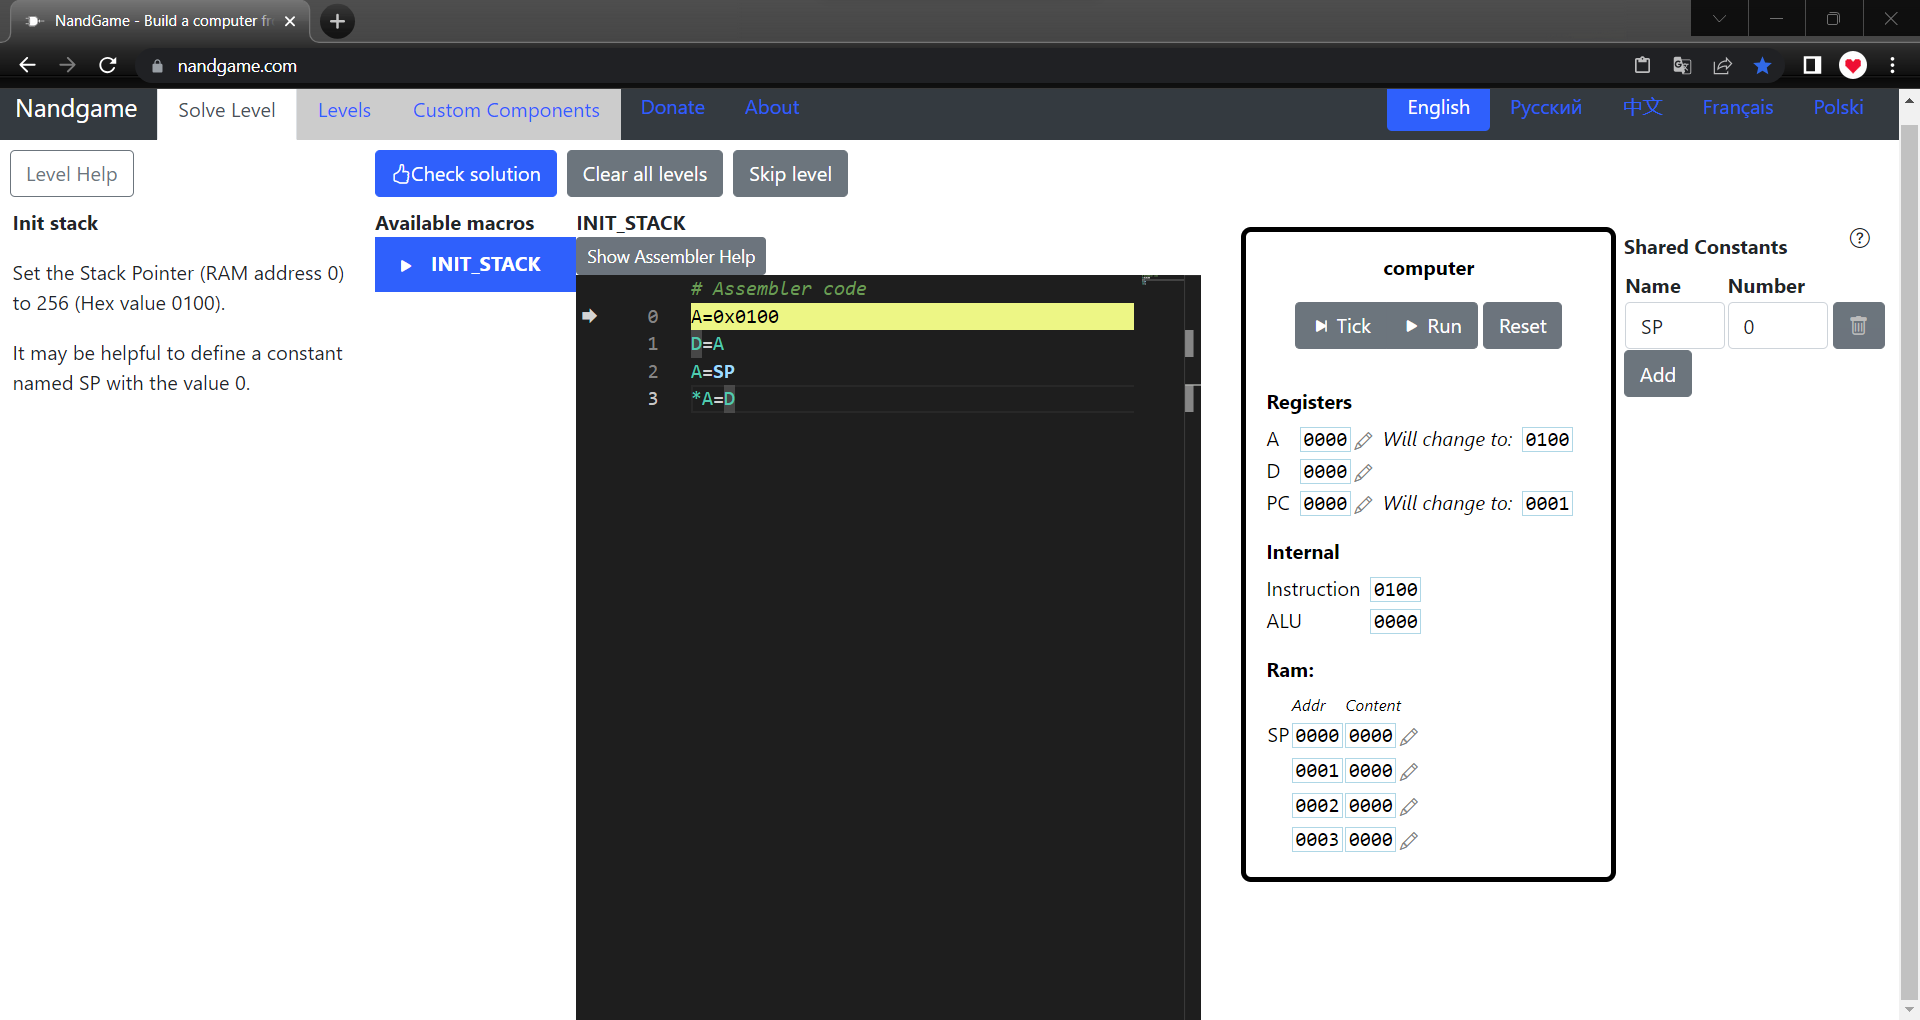 NandGame - Build a computer fr
nandgame.com
Nandgame Solve Level Levels Custom Components Donate About English Русский 中文 Français Polski
Level Help Check solution Clear all levels Skip level
Init stack
Set the Stack Pointer (RAM address 0)
to 256 (Hex value 0100).
It may be helpful to define a constant
named SP with the value 0.
Available macros
INIT_STACK
INIT_STACK
Show Assembler Help
# Assembler code
0 A=0x0100
1 D=A
2 A=SP
3 *A=D
computer
Tick Run Reset
Registers
A 0000 Will change to: 0100
D 0000
PC 0000 Will change to: 0001
Internal
Instruction 0100
ALU 0000
Ram:
Addr Content
SP 0000 0000
0001 0000
0002 0000
0003 0000
Shared Constants ?
Name Number
SP 0
Add